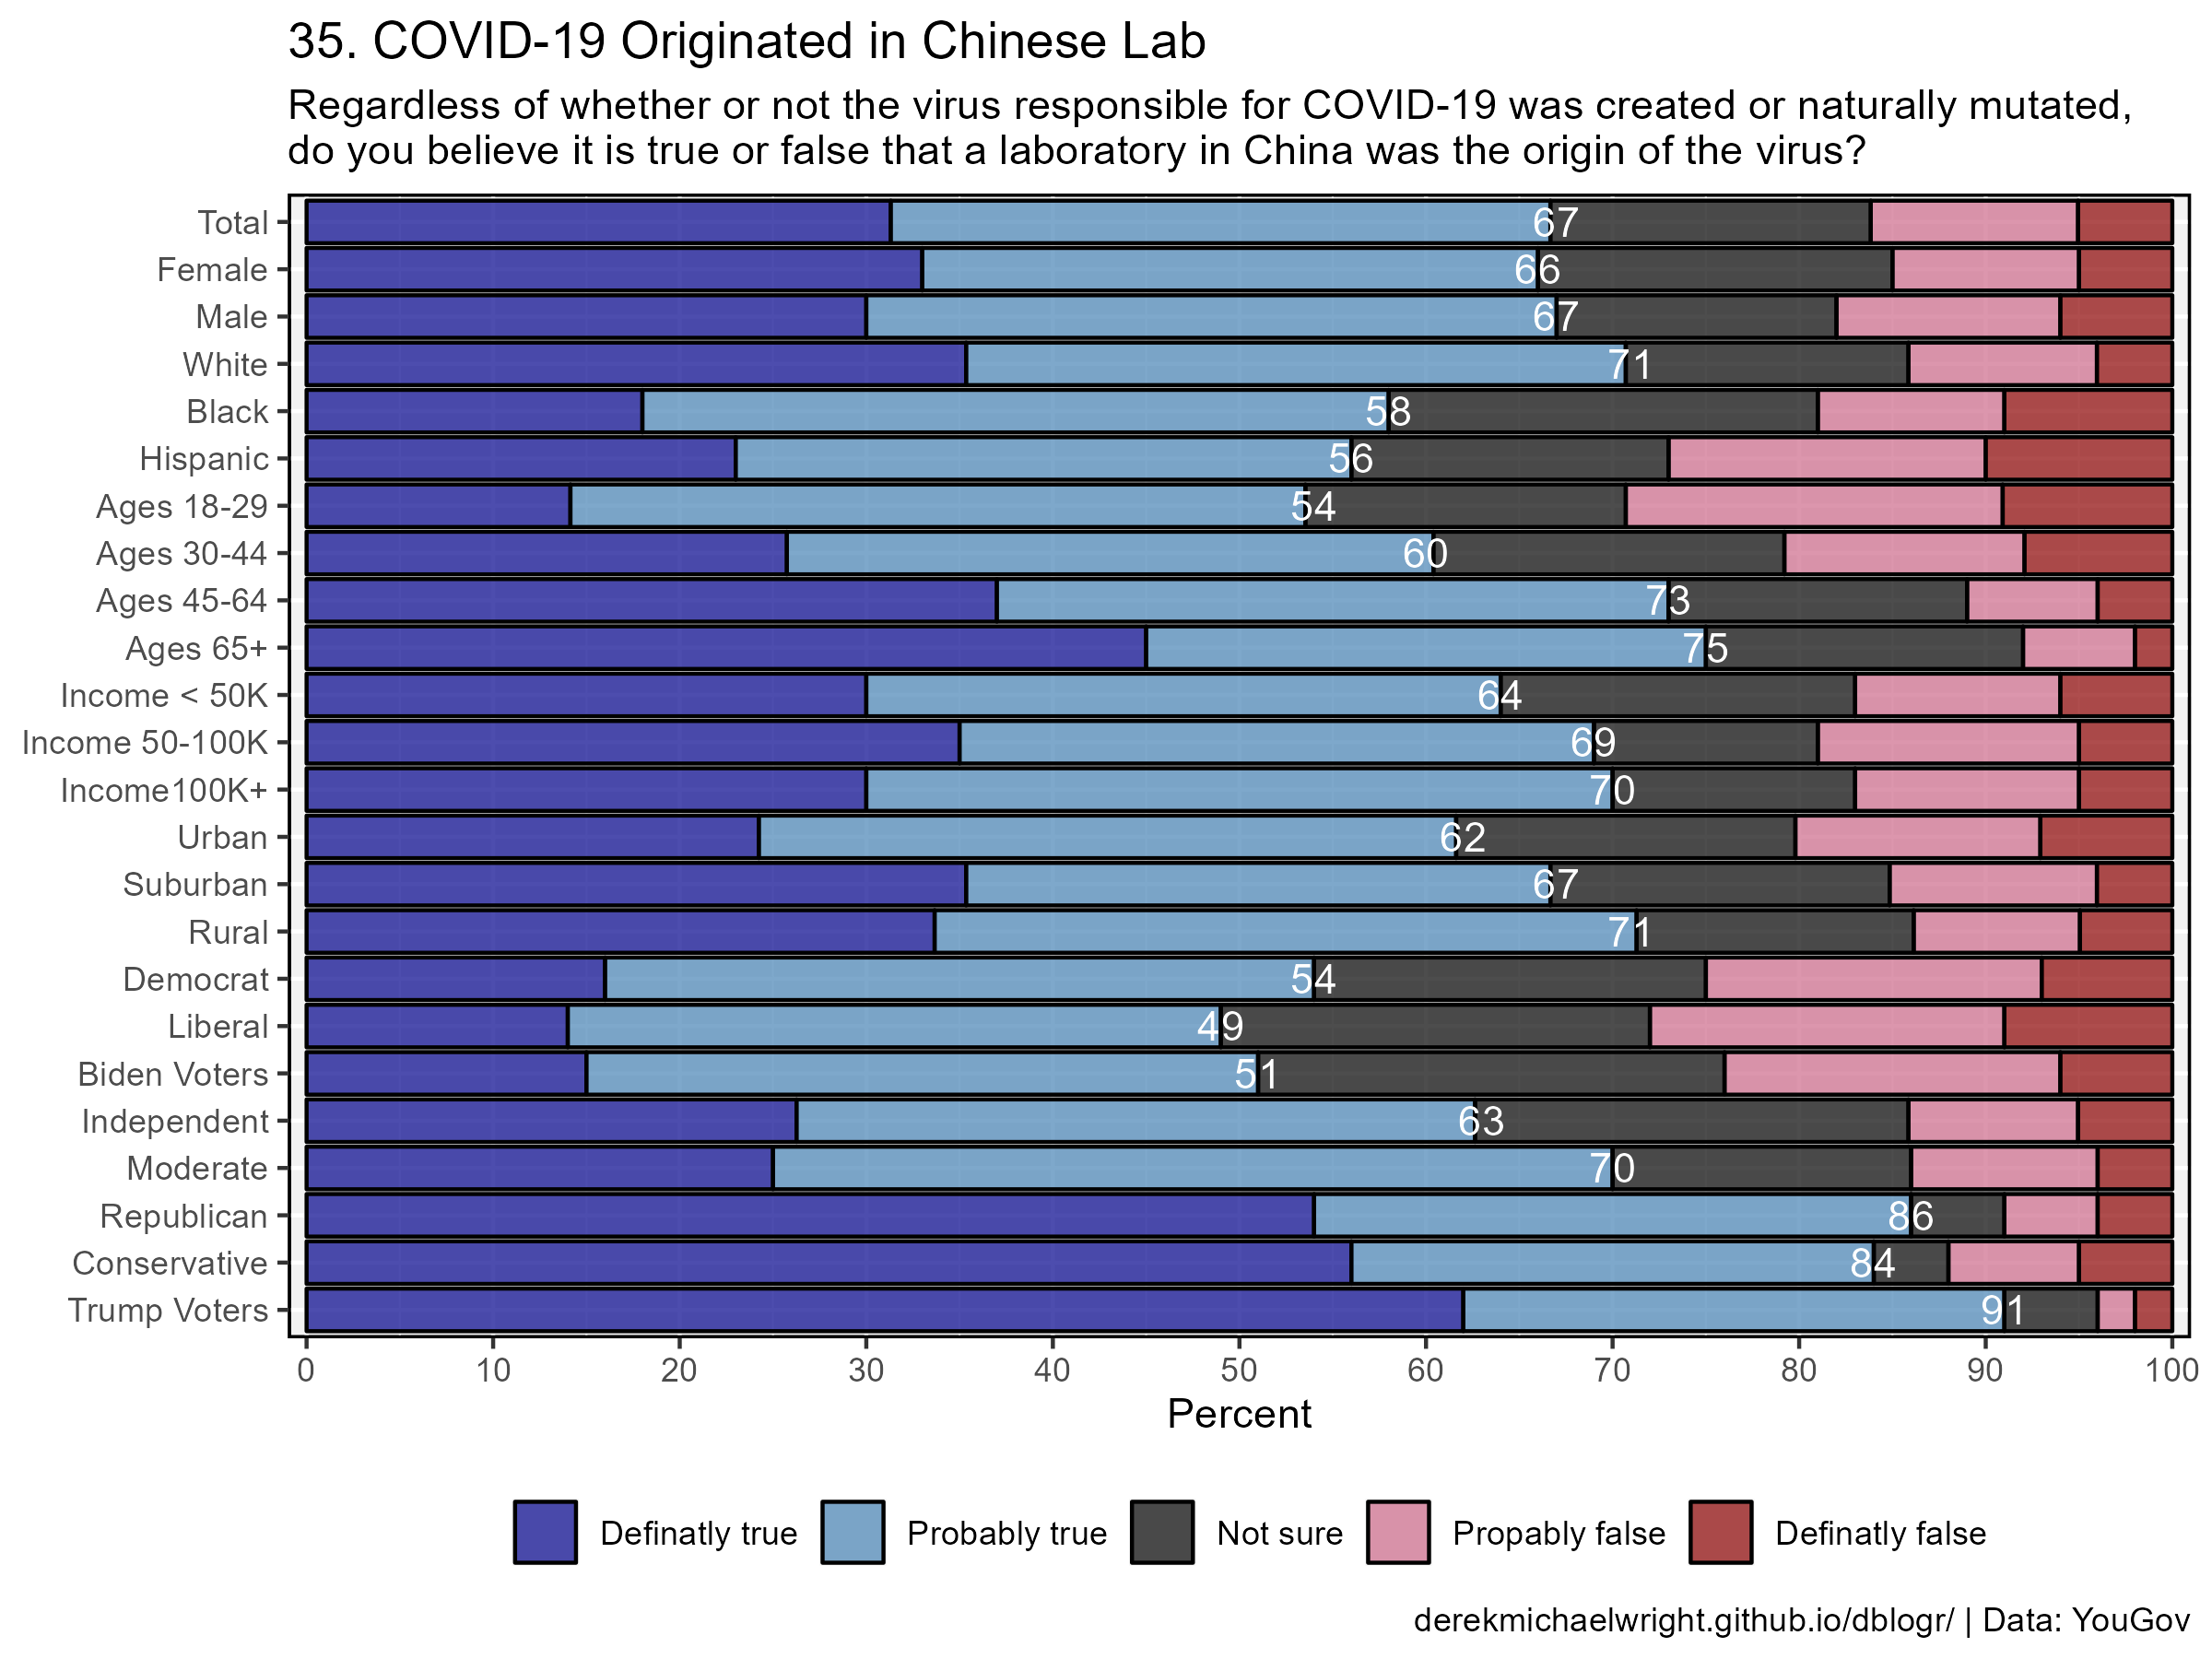 35. COVID-19 Originated in Chinese Lab
Regardless of whether or not the virus responsible for COVID-19 was created or naturally mutated,
do you believe it is true or false that a laboratory in China was the origin of the virus?
Total 67
Female 66
Male 67
White 71
Black 58
Hispanic 56
Ages 18-29 54
Ages 30-44 60
Ages 45-64 73
Ages 65+ 75
Income < 50K 64
Income 50-100K 69
Income100K+ 70
Urban 62
Suburban 67
Rural 71
Democrat 54
Liberal 49
Biden Voters 51
Independent 63
Moderate 70
Republican 86
Conservative 84
Trump Voters 91
0 10 20 30 40 50 60 70 80 90 100
Percent
Definatly true Probably true Not sure Propably false Definatly false
derekmichaelwright.github.io/dblogr/ | Data: YouGov